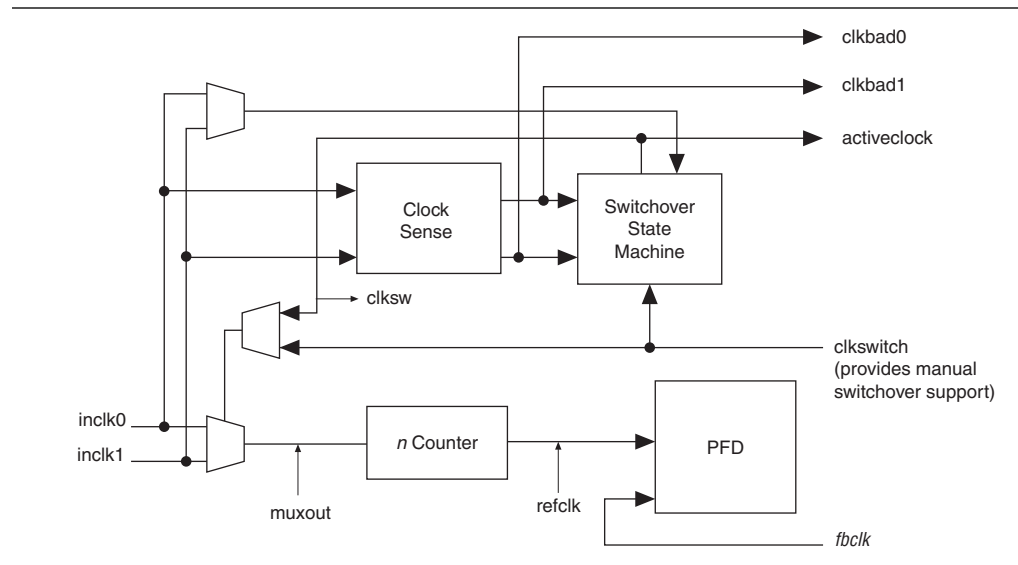 clkbad0
clkbad1
activeclock
Clock
Sense
Switchover
State
Machine
clksw
clkswitch
(provides manual
switchover support)
inclk0
inclk1
n Counter
PFD
muxout
refclk
fbclk